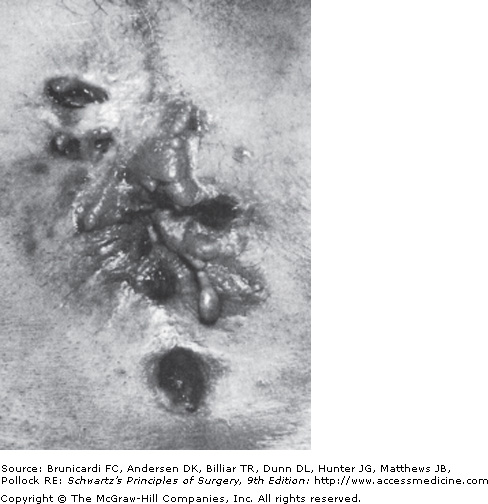 Source: Brunicardi FC, Andersen DK, Billiar TR, Dunn DL, Hunter JG, Matthews JB,
Pollock RE: Schwartz's Principles of Surgery, 9th Edition: http://www.accessmedicine.com
Copyright © The McGraw-Hill Companies, Inc. All rights reserved.